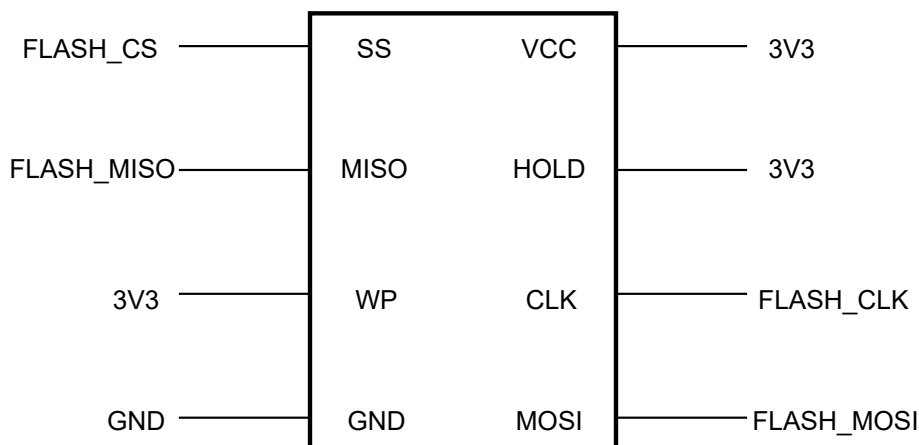 FLASH_CS SS VCC 3V3
FLASH_MISO MISO HOLD 3V3
3V3 WP CLK FLASH_CLK
GND GND MOSI FLASH_MOSI